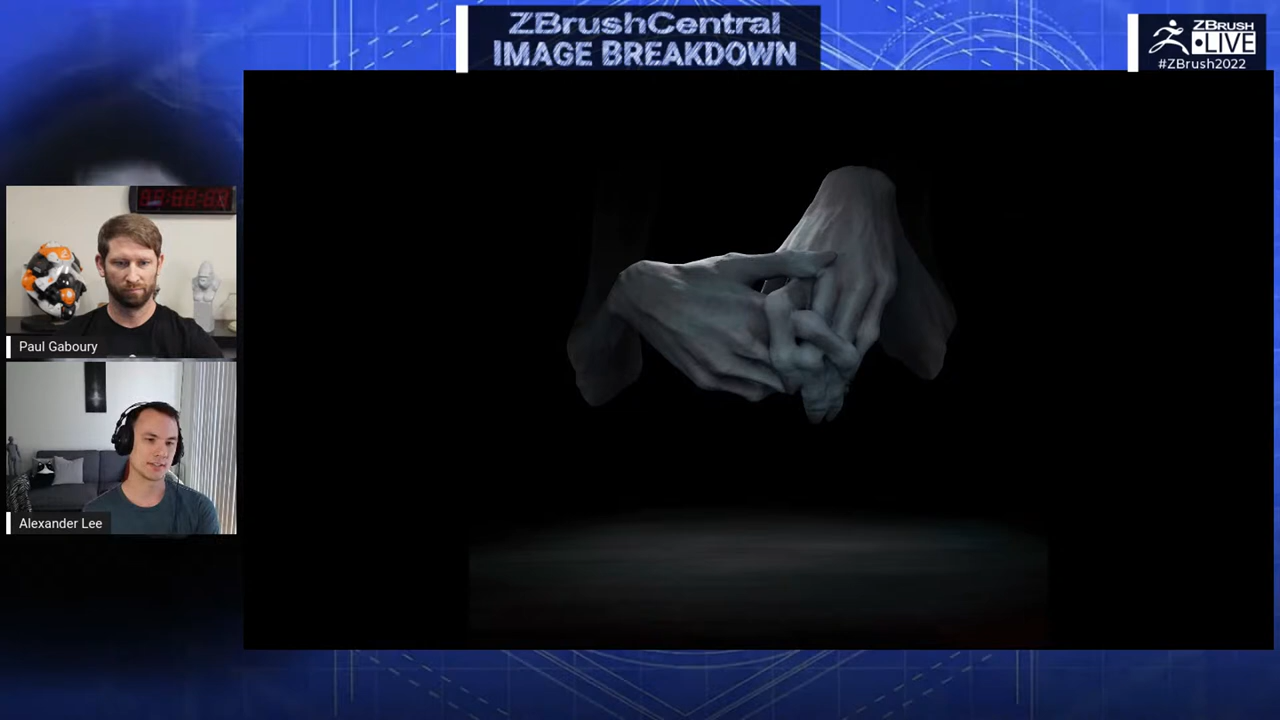 ZBrushCentral
IMAGE BREAKDOWN
ZBRUSH
LIVE
#ZBrush2022
Paul Gaboury
Alexander Lee